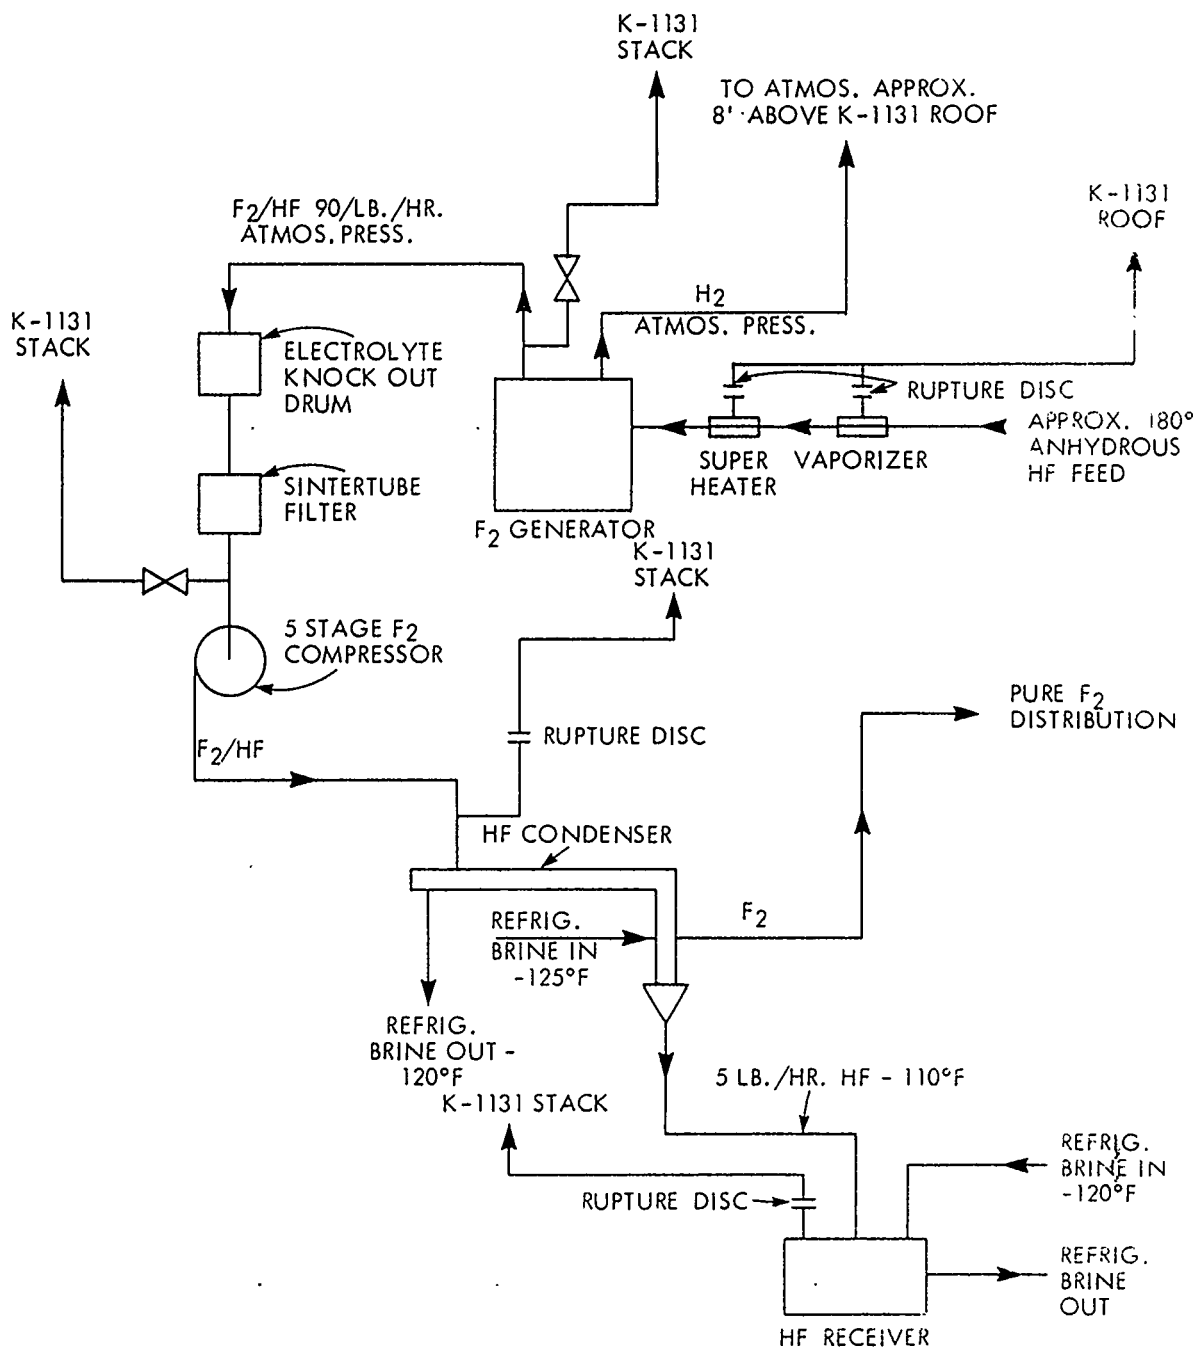 K-1131
STACK
TO ATMOS. APPROX.
8' ABOVE K-1131 ROOF
K-1131
ROOF
F2/HF 90/LB./HR.
ATMOS. PRESS.
H2
ATMOS. PRESS.
K-1131
STACK
ELECTROLYTE
KNOCK OUT
DRUM
RUPTURE DISC
APPROX. 180°
ANHYDROUS
HF FEED
SUPER
HEATER
VAPORIZER
SINTERTUBE
FILTER
F2 GENERATOR
K-1131
STACK
5 STAGE F2
COMPRESSOR
PURE F2
DISTRIBUTION
F2/HF
RUPTURE DISC
HF CONDENSER
REFRIG.
BRINE IN
-125°F
F2
REFRIG.
BRINE OUT -
120°F
5 LB./HR. HF - 110°F
K-1131 STACK
REFRIG.
BRINE IN
-120°F
RUPTURE DISC
REFRIG.
BRINE
OUT
HF RECEIVER